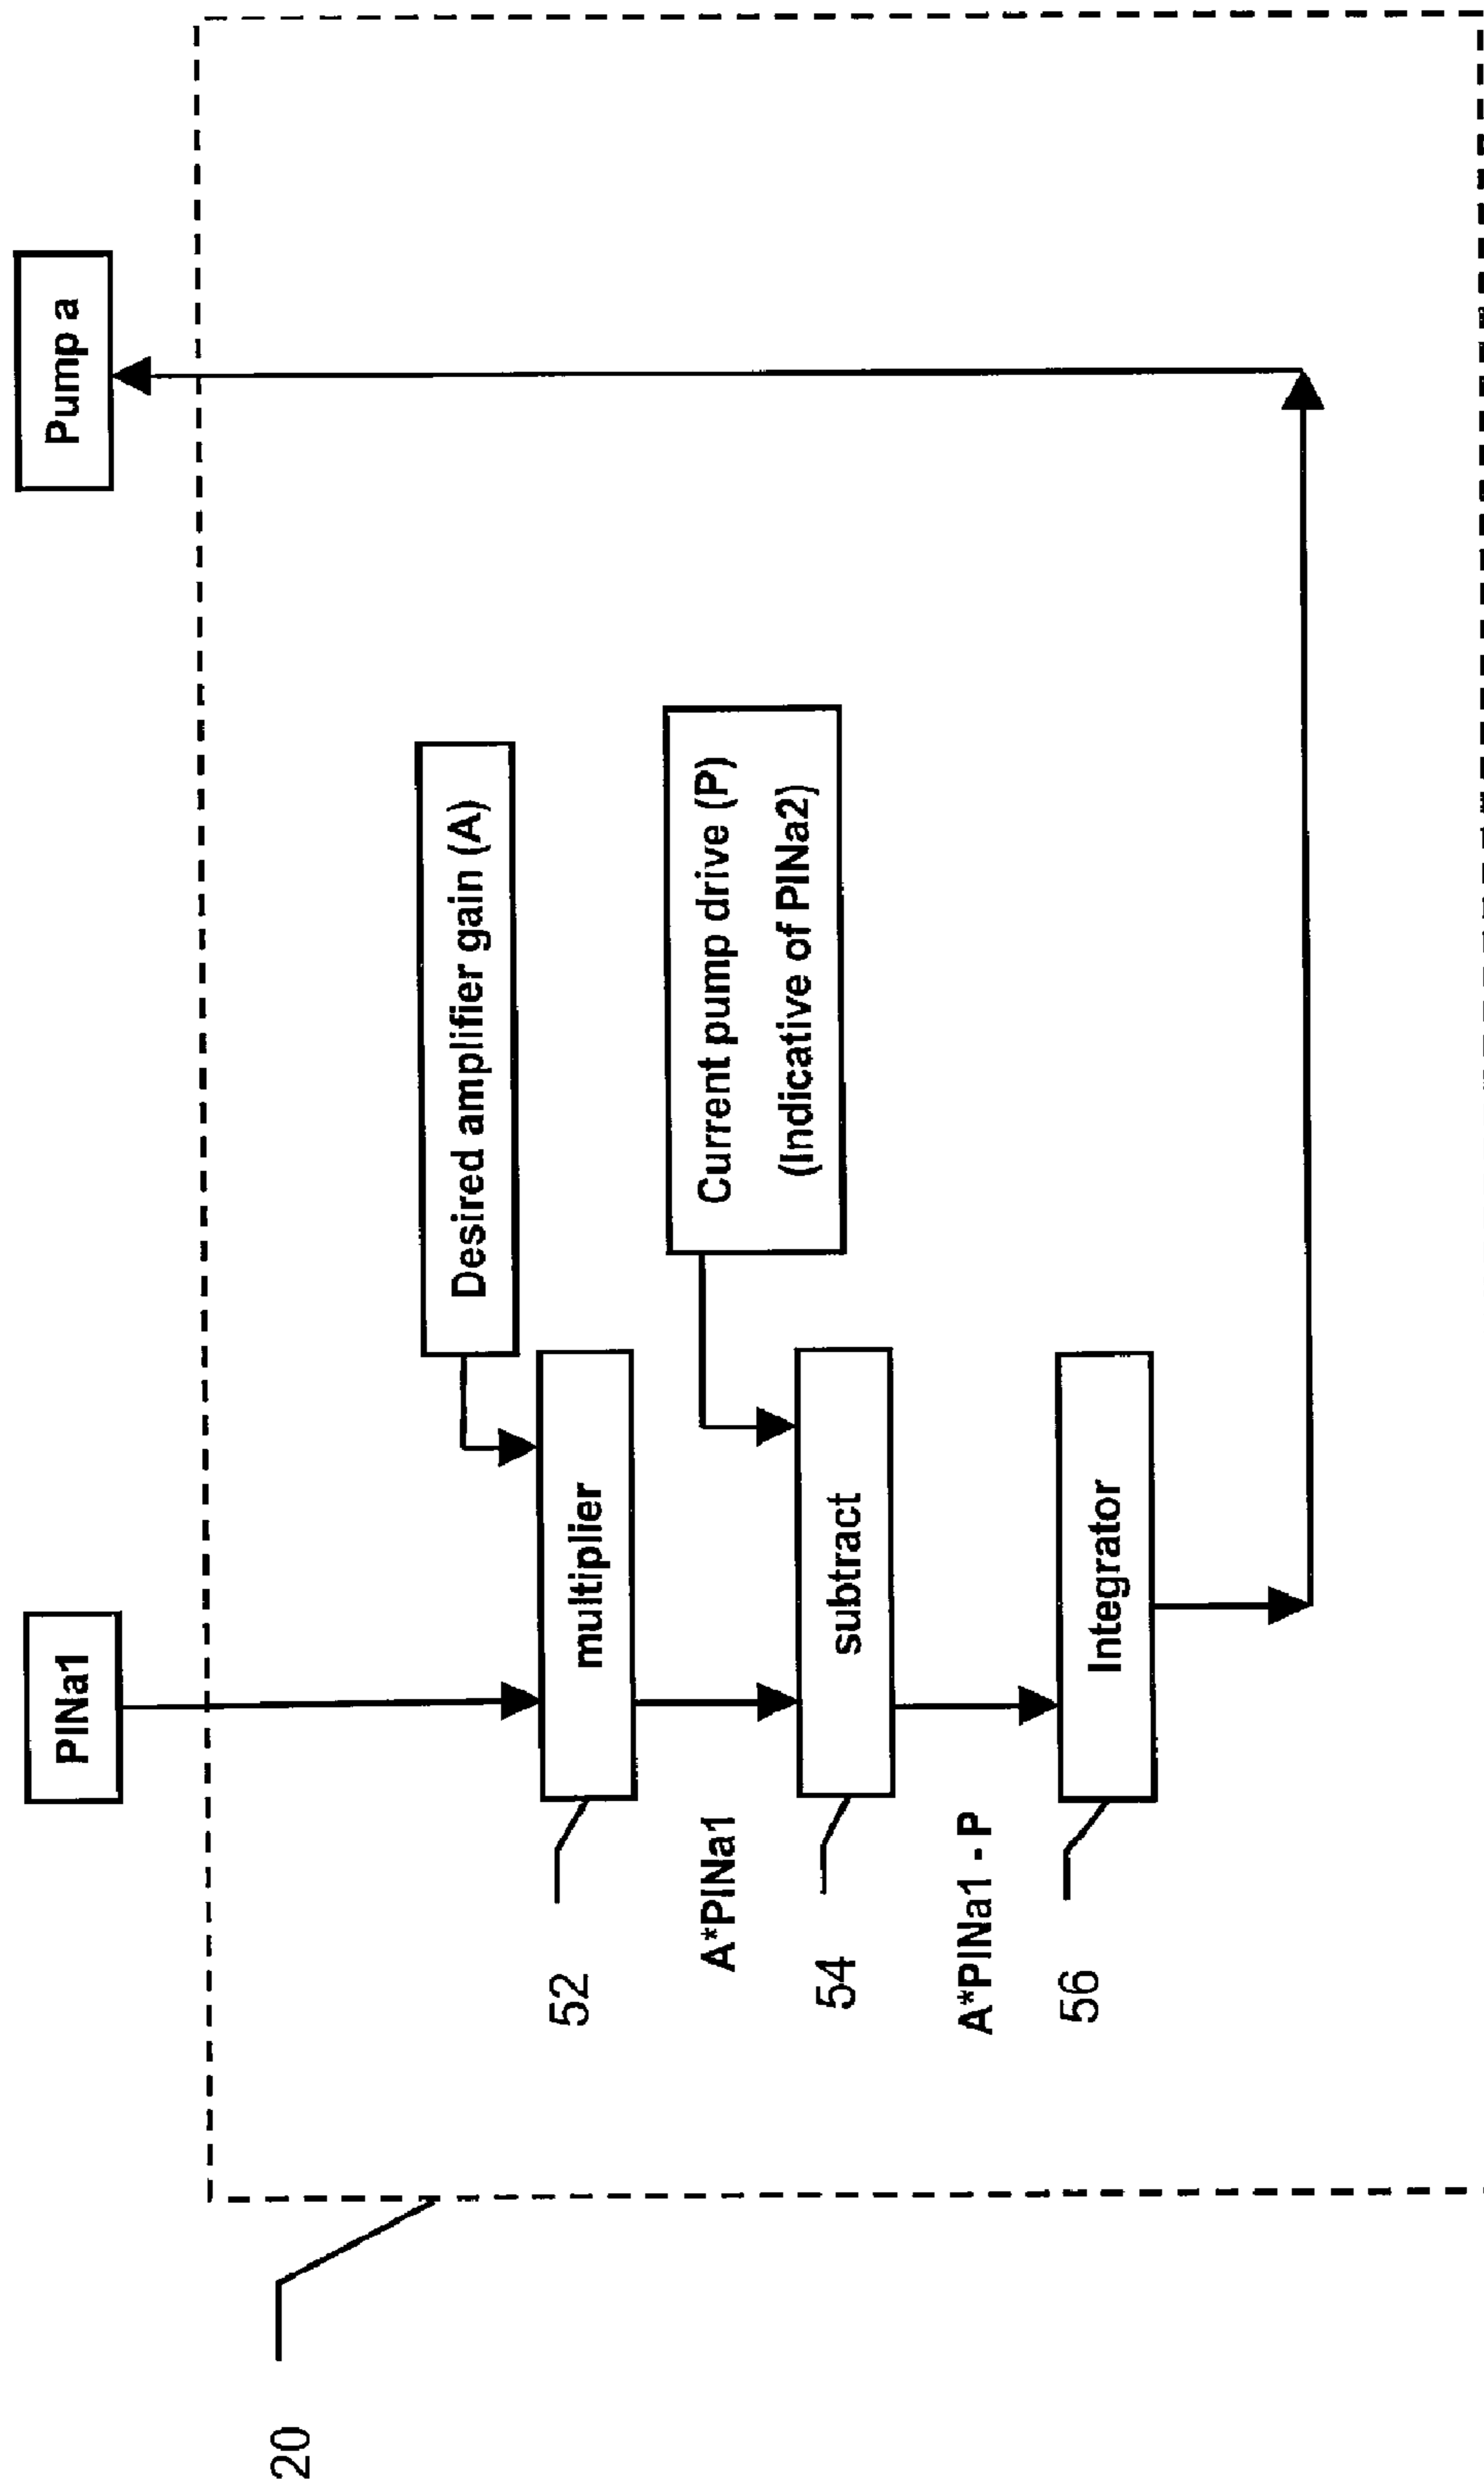 20
PINa1
Pump a
Desired amplifier gain (A)
52
multiplier
A*PINa1
Current pump drive (P)
(Indicative of PINa2)
54
subtract
A*PINa1 - P
56
Integrator